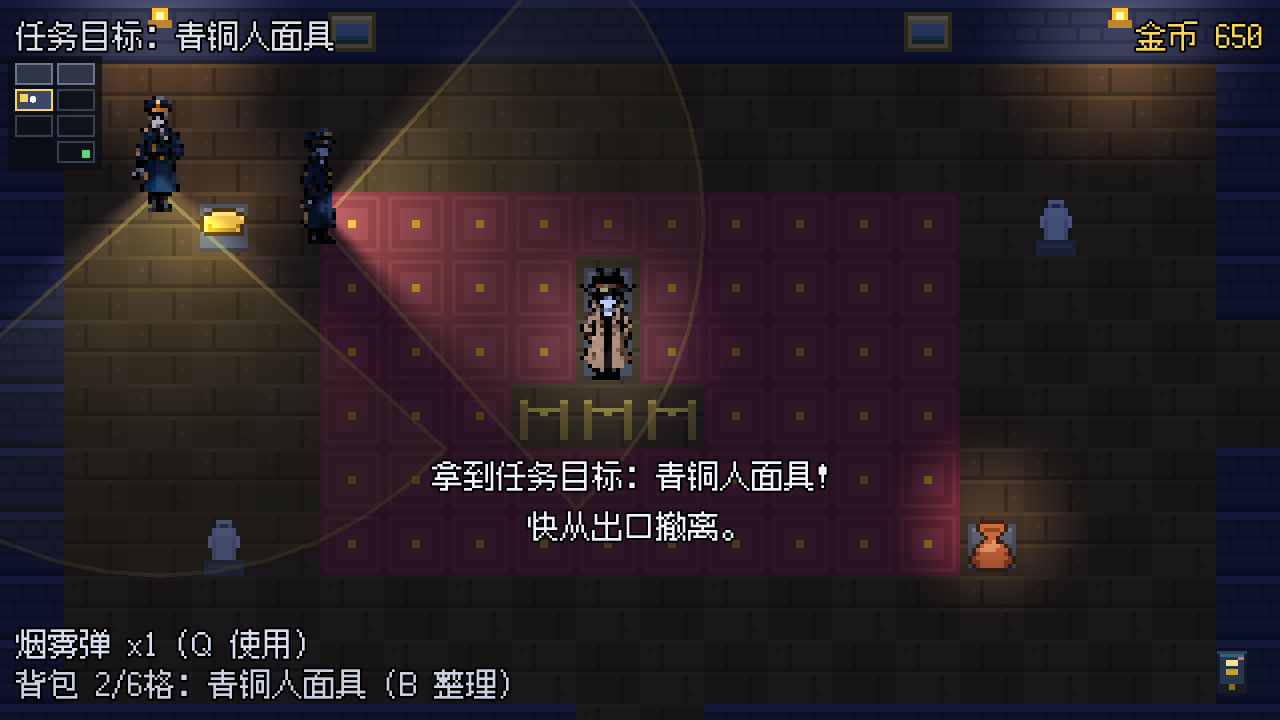 任务目标：青铜人面具
金币 650
拿到任务目标：青铜人面具！
快从出口撤离。
烟雾弹 x1（Q 使用）
背包 2/6格：青铜人面具（B 整理）